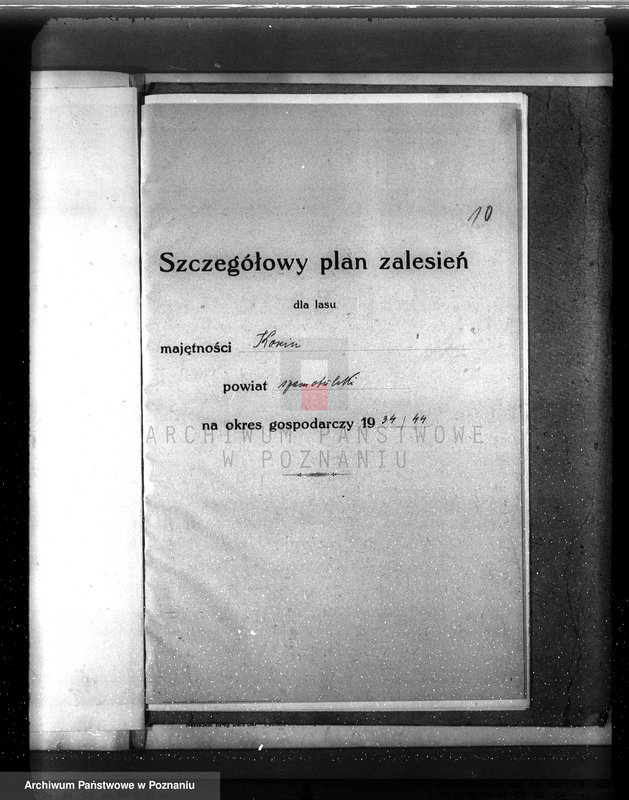 10
Szczegółowy plan zalesień
dla lasu
majętności Konin
powiat szamotulski
na okres gospodarczy 19 34 / 44
ARCHIWUM PAŃSTWOWE
W POZNANIU
Archiwum Państwowe w Poznaniu